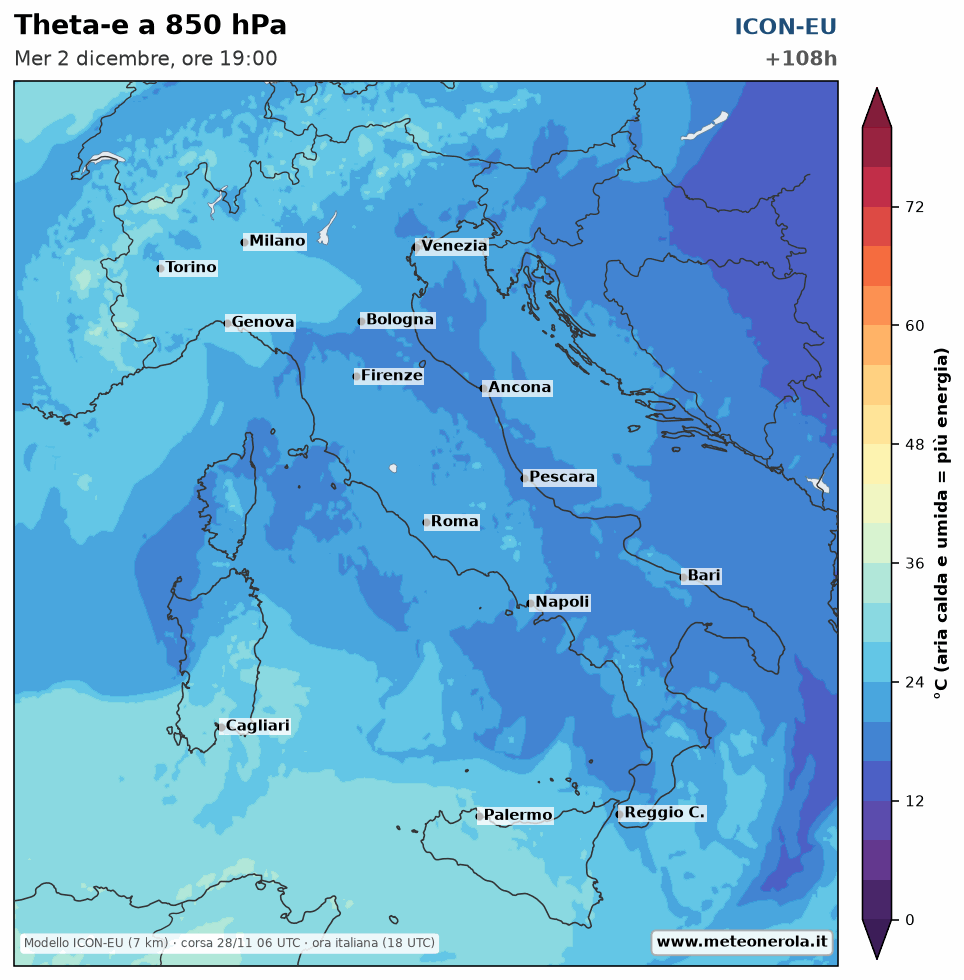 Theta-e a 850 hPa
ICON-EU
Mer 2 dicembre, ore 19:00
+108h
Milano
Venezia
Torino
Genova
Bologna
Firenze
Ancona
Pescara
Roma
Bari
Napoli
Cagliari
Palermo
Reggio C.
72
60
48
36
24
12
0
°C (aria calda e umida = più energia)
Modello ICON-EU (7 km) · corsa 28/11 06 UTC · ora italiana (18 UTC)
www.meteonerola.it